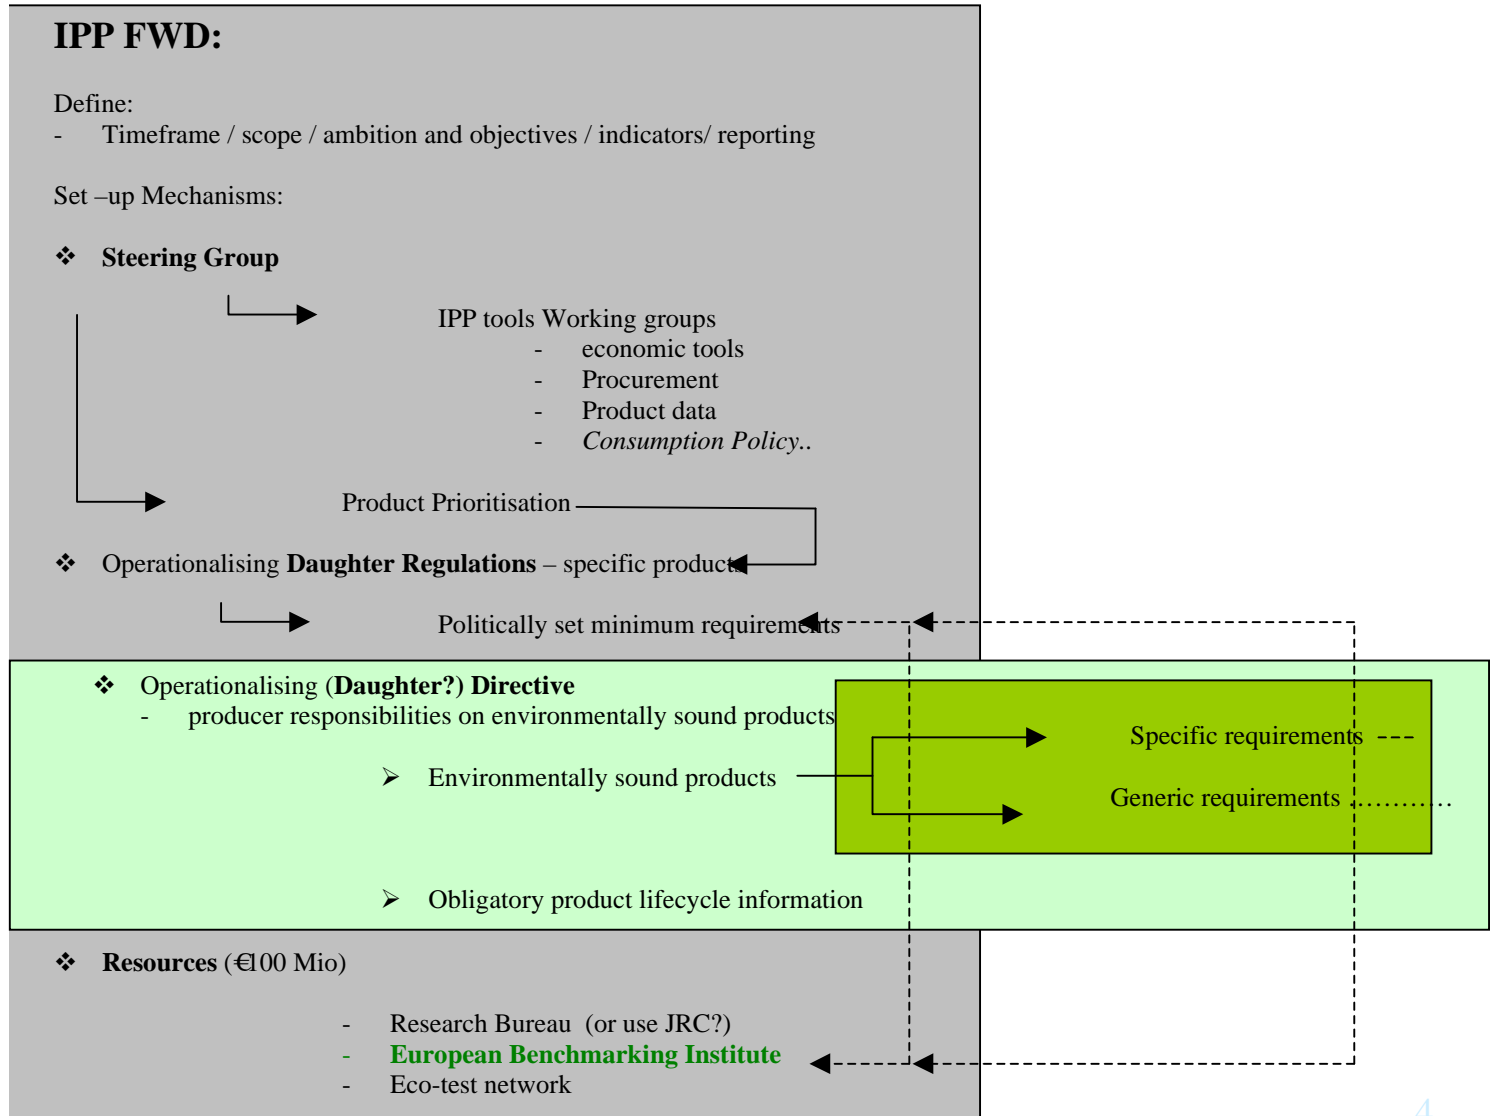 IPP FWD:
Define:
- Timeframe / scope / ambition and objectives / indicators/ reporting
Set –up Mechanisms:
❖ Steering Group
IPP tools Working groups
- economic tools
- Procurement
- Product data
- Consumption Policy..
Product Prioritisation
❖ Operationalising Daughter Regulations – specific products
Politically set minimum requirements
❖ Operationalising (Daughter?) Directive
- producer responsibilities on environmentally sound products
Specific requirements ---
➢ Environmentally sound products
Generic requirements …………
➢ Obligatory product lifecycle information
❖ Resources (€100 Mio)
- Research Bureau (or use JRC?)
- European Benchmarking Institute
- Eco-test network
4